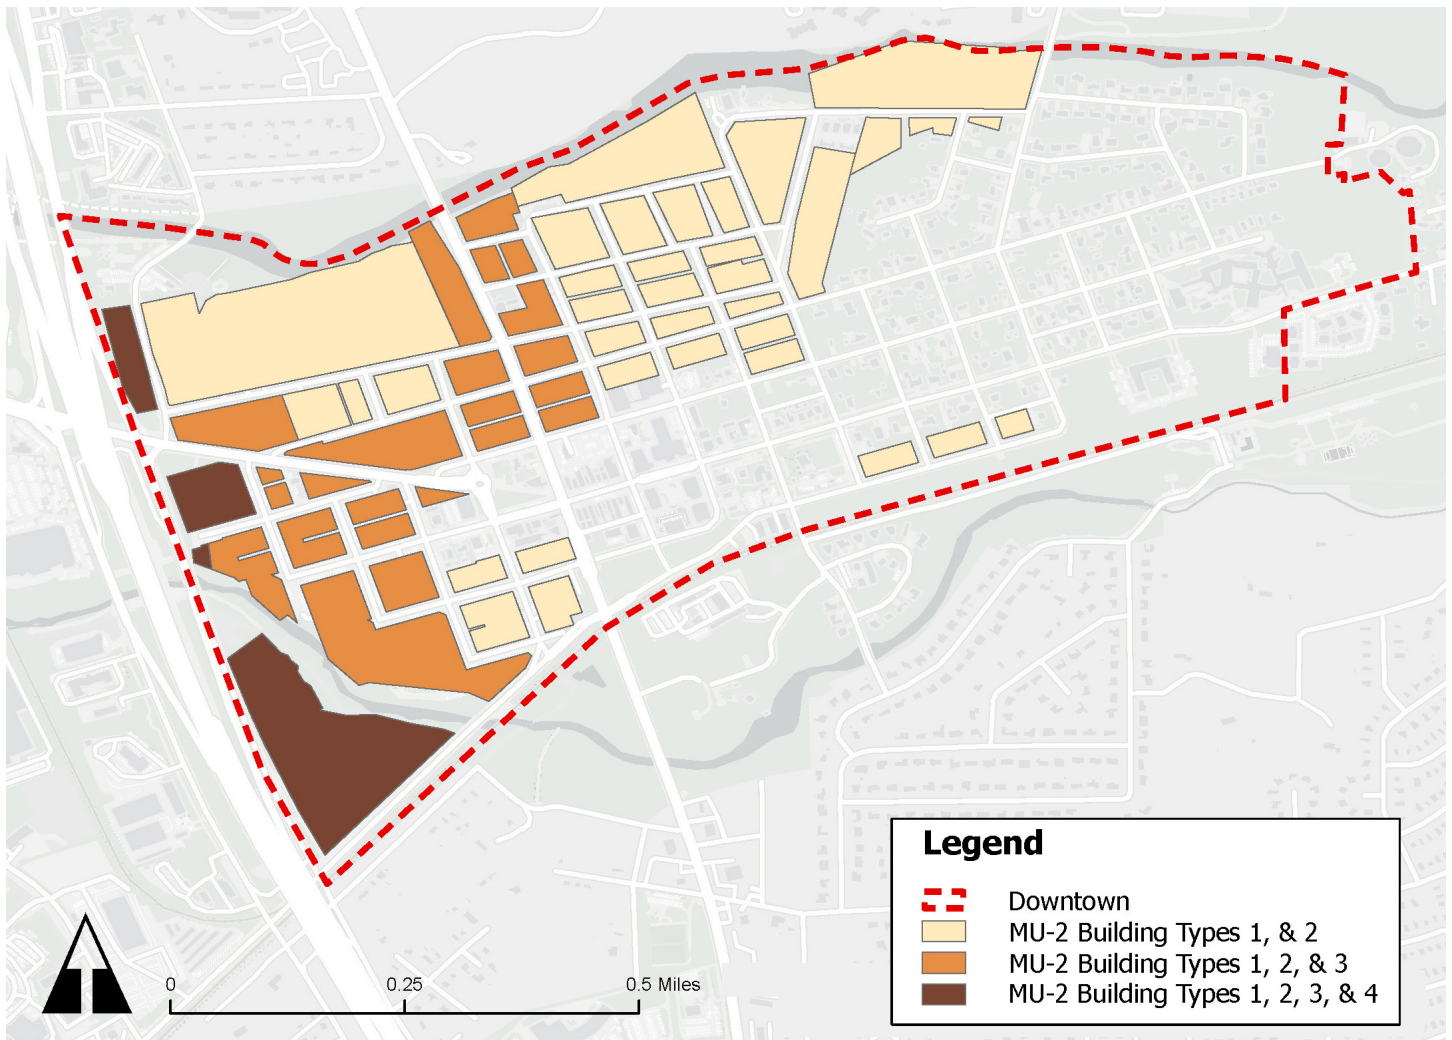 Legend
Downtown
MU-2 Building Types 1, & 2
MU-2 Building Types 1, 2, & 3
MU-2 Building Types 1, 2, 3, & 4
0 0.25 0.5 Miles